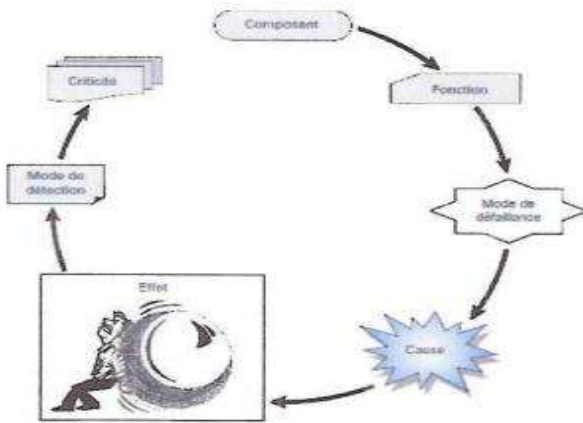 Composant
Fonction
Mode de
défaillance
Cause
Effet
Mode de
détection
Criticité